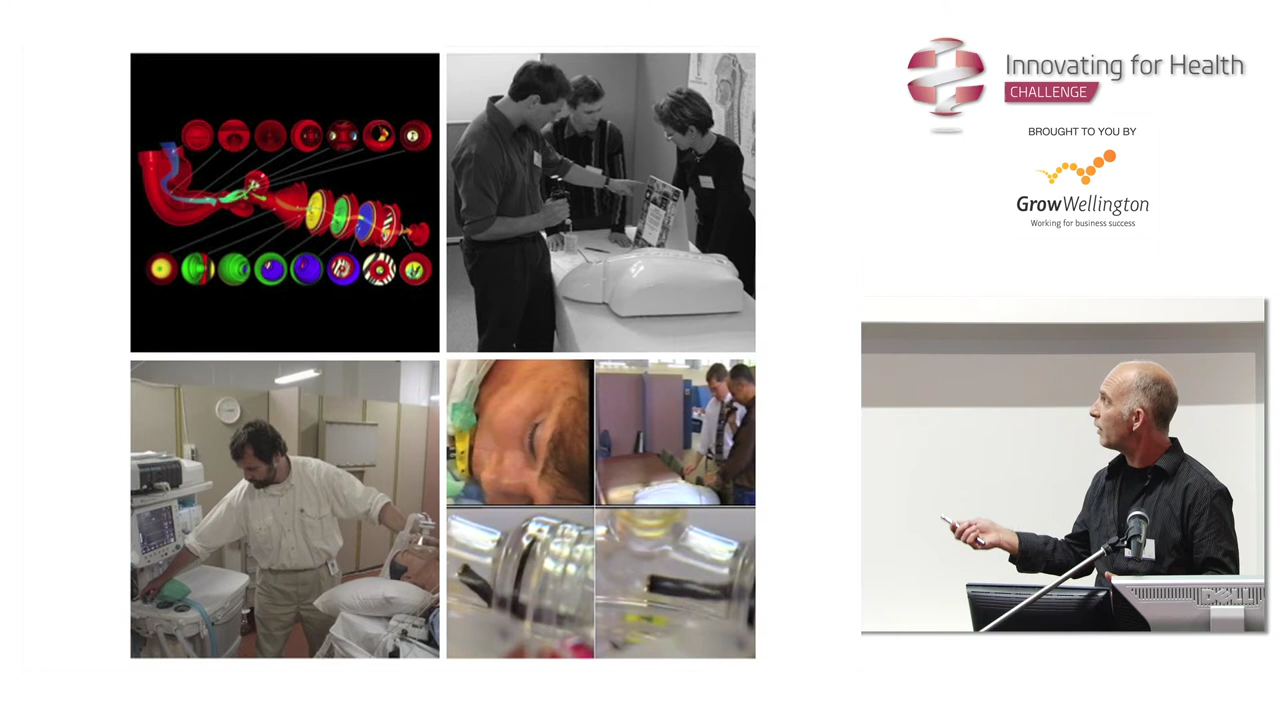 Innovating for Health
CHALLENGE
BROUGHT TO YOU BY
GrowWellington
Working for business success